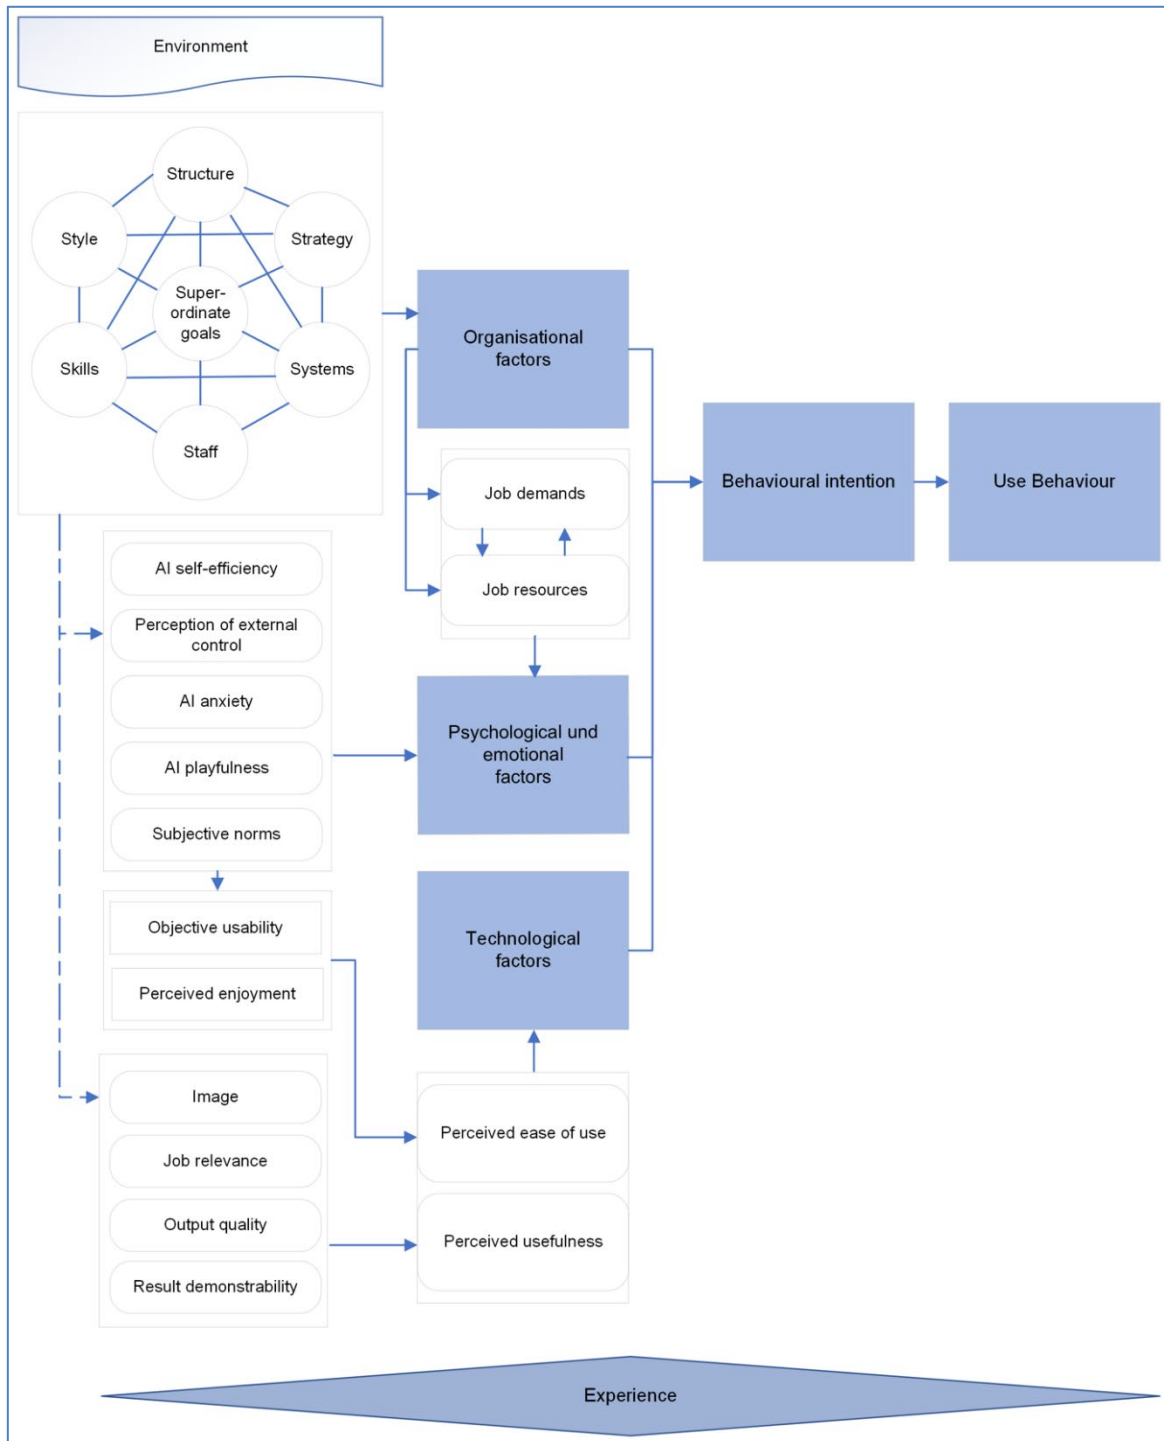 Environment
Structure
Style
Strategy
Super-
ordinate
goals
Skills
Systems
Staff
Organisational
factors
Job demands
Job resources
Behavioural intention
Use Behaviour
AI self-efficiency
Perception of external
control
AI anxiety
AI playfulness
Subjective norms
Psychological und
emotional
factors
Objective usability
Perceived enjoyment
Technological
factors
Image
Job relevance
Output quality
Result demonstrability
Perceived ease of use
Perceived usefulness
Experience